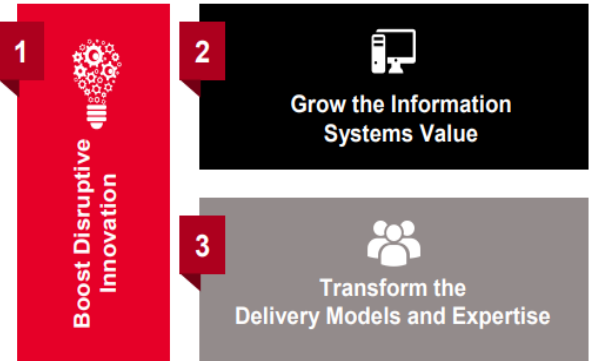 1
Boost Disruptive
Innovation
2
Grow the Information
Systems Value
3
Transform the
Delivery Models and Expertise